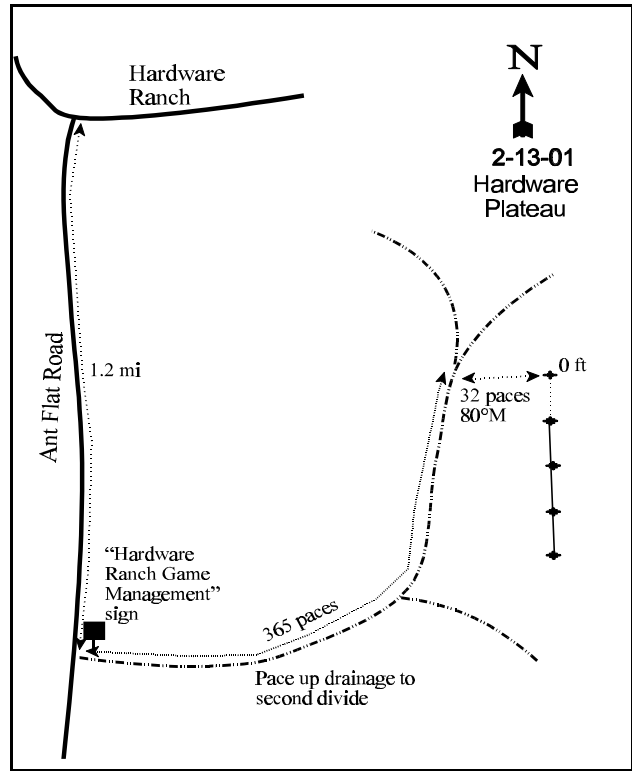 Hardware
Ranch
N
2-13-01
Hardware
Plateau
0 ft
32 paces
80°M
1.2 mi
Ant Flat Road
“Hardware
Ranch Game
Management”
sign
365 paces
Pace up drainage to
second divide